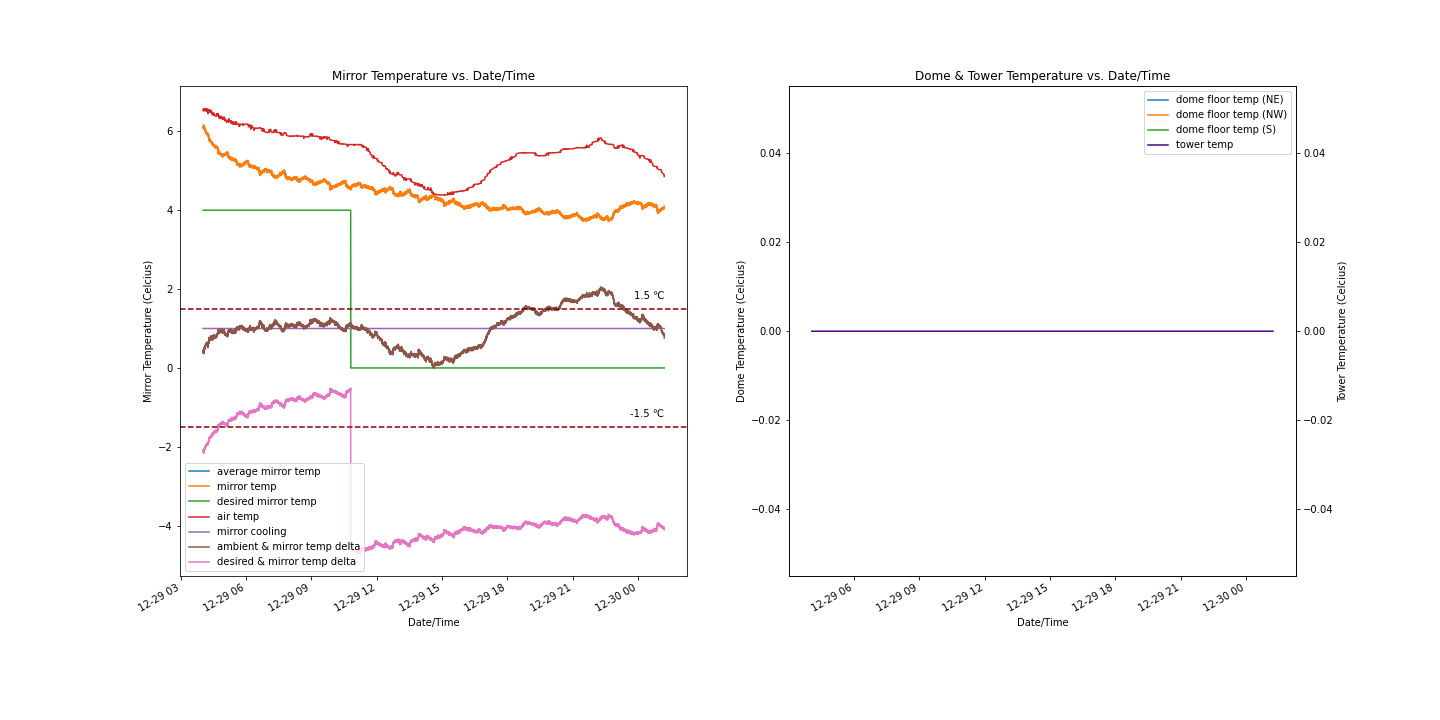 Mirror Temperature vs. Date/Time
Mirror Temperature (Celcius)
6
4
2
0
−2
−4
1.5 °C
-1.5 °C
average mirror temp
mirror temp
desired mirror temp
air temp
mirror cooling
ambient & mirror temp delta
desired & mirror temp delta
12-29 03
12-29 06
12-29 09
12-29 12
12-29 15
12-29 18
12-29 21
12-30 00
Date/Time
Dome & Tower Temperature vs. Date/Time
Dome Temperature (Celcius)
0.04
0.02
0.00
−0.02
−0.04
dome floor temp (NE)
dome floor temp (NW)
dome floor temp (S)
tower temp
0.04
0.02
0.00
−0.02
−0.04
Tower Temperature (Celcius)
12-29 06
12-29 09
12-29 12
12-29 15
12-29 18
12-29 21
12-30 00
Date/Time